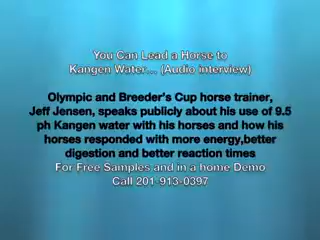 You Can Lead a Horse to
Kangen Water... (Audio interview)
Olympic and Breeder's Cup horse trainer,
Jeff Jensen, speaks publicly about his use of 9.5
ph Kangen water with his horses and how his
horses responded with more energy,better
digestion and better reaction times
For Free Samples and in a home Demo
Call 201-913-0397